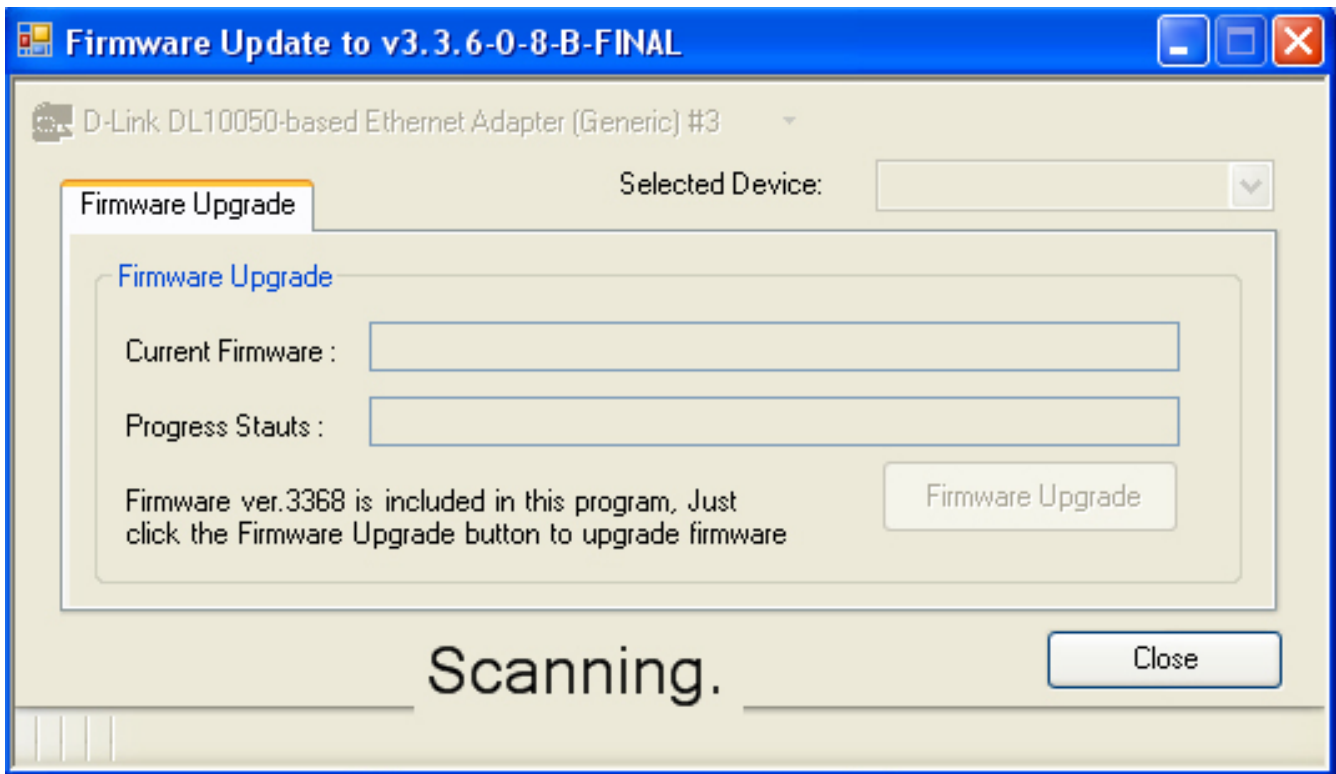 Firmware Update to v3.3.6-0-8-B-FINAL
D-Link DL10050-based Ethernet Adapter (Generic) #3
Selected Device:
Firmware Upgrade
Firmware Upgrade
Current Firmware :
Progress Stauts :
Firmware ver.3368 is included in this program, Just
click the Firmware Upgrade button to upgrade firmware
Firmware Upgrade
Scanning.
Close